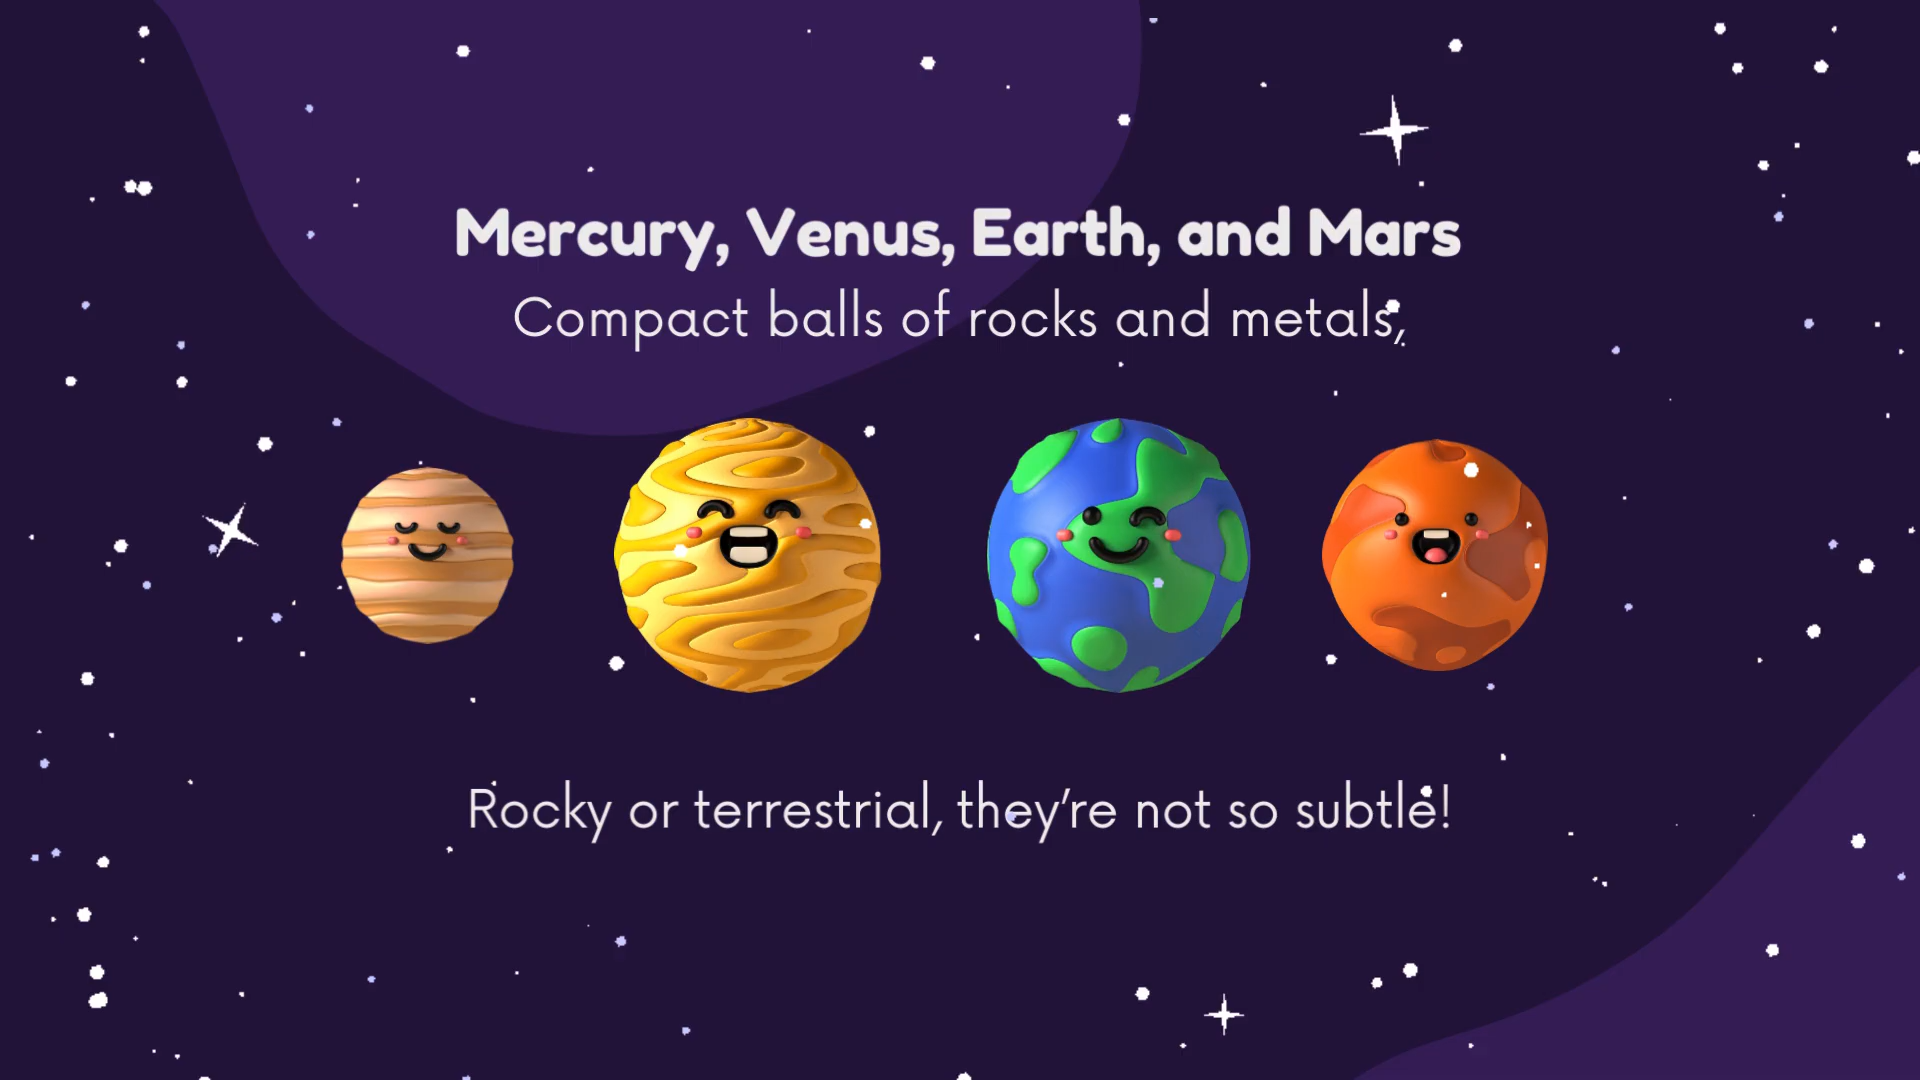 Mercury, Venus, Earth, and Mars
Compact balls of rocks and metals,
Rocky or terrestrial, they’re not so subtle!